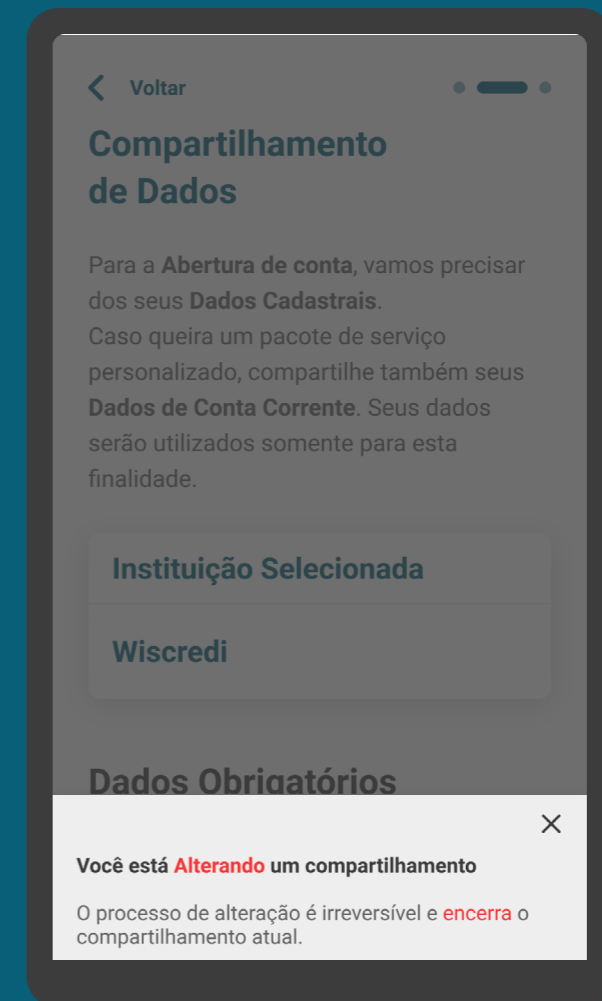 Voltar
Compartilhamento
de Dados
Para a Abertura de conta, vamos precisar
dos seus Dados Cadastrais.
Caso queira um pacote de serviço
personalizado, compartilhe também seus
Dados de Conta Corrente. Seus dados
serão utilizados somente para esta
finalidade.
Instituição Selecionada
Wiscredi
Dados Obrigatórios
Você está Alterando um compartilhamento
O processo de alteração é irreversível e encerra o
compartilhamento atual.